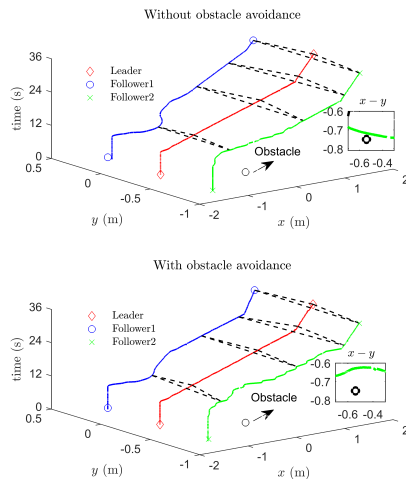 Without obstacle avoidance
36
24
12
0
time (s)
Leader
Follower1
Follower2
x − y
-0.6
-0.7
-0.8
-0.6 -0.4
Obstacle
0.5
0
-0.5
-1
y (m)
-2
-1
0
1
2
x (m)
With obstacle avoidance
36
24
12
0
time (s)
Leader
Follower1
Follower2
x − y
-0.6
-0.7
-0.8
-0.6 -0.4
Obstacle
0.5
0
-0.5
-1
y (m)
-2
-1
0
1
2
x (m)